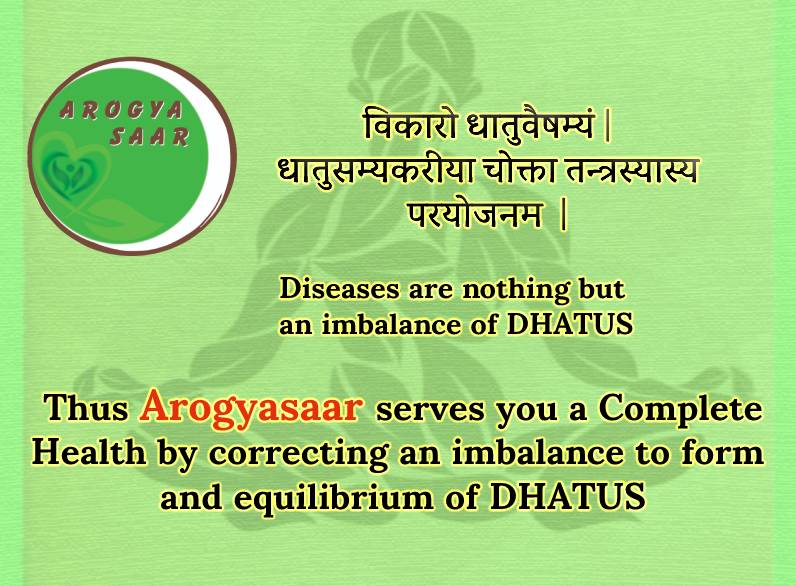 AROGYA
SAAR
विकारो धातुवैषम्यं |
धातुसम्यकरीया चोक्ता तन्त्रस्यास्य
परयोजनम |
Diseases are nothing but
an imbalance of DHATUS
Thus Arogyasaar serves you a Complete
Health by correcting an imbalance to form
and equilibrium of DHATUS